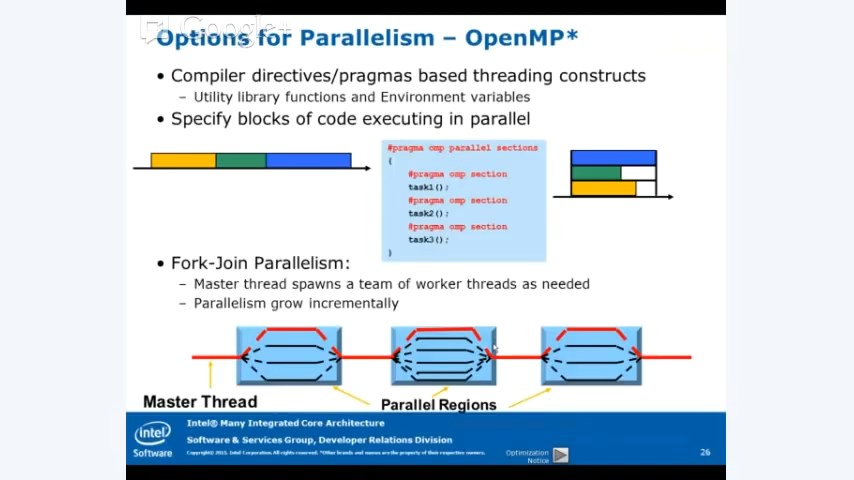 Google+
Options for Parallelism – OpenMP*
• Compiler directives/pragmas based threading constructs
– Utility library functions and Environment variables
• Specify blocks of code executing in parallel
#pragma omp parallel sections
{
#pragma omp section
task1();
#pragma omp section
task2();
#pragma omp section
task3();
}
• Fork-Join Parallelism:
– Master thread spawns a team of worker threads as needed
– Parallelism grow incrementally
Master Thread
Parallel Regions
intel
Software
Intel® Many Integrated Core Architecture
Software & Services Group, Developer Relations Division
Copyright© 2013, Intel Corporation. All rights reserved. *Other brands and names are the property of their respective owners.
Optimization
Notice
26